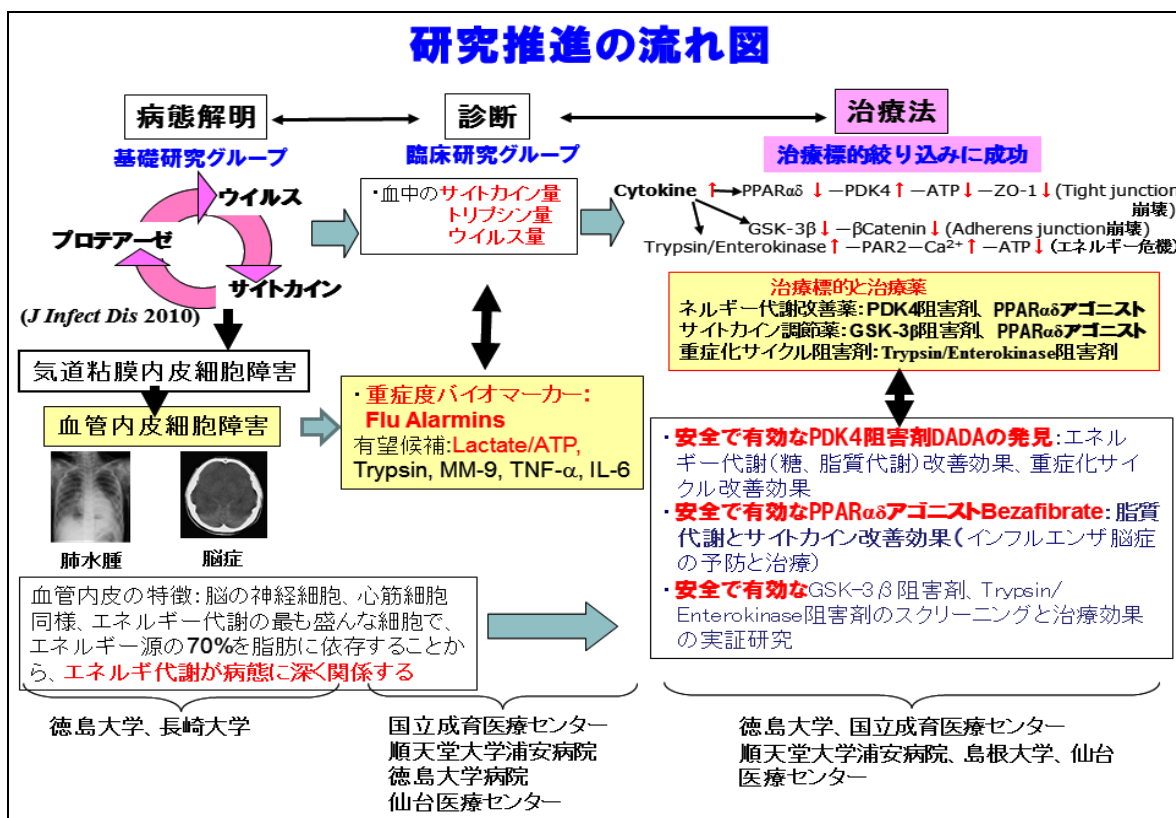 研究推進の流れ図
病態解明
診断
治療法
基礎研究グループ
臨床研究グループ
治療標的絞り込みに成功
ウイルス
プロテアーゼ
サイトカイン
(J Infect Dis 2010)
・血中のサイトカイン量
トリプシン量
ウイルス量
Cytokine ↑ PPARαδ ↓ −PDK4 ↑ −ATP↓ −ZO-1 ↓ (Tight junction
崩壊)
GSK-3β↓ −βCatenin ↓ (Adherens junction崩壊)
Trypsin/Enterokinase ↑ −PAR2−Ca²⁺ ↑ −ATP ↓ (エネルギー危機)
治療標的と治療薬
ネルギー代謝改善薬:PDK4阻害剤、PPARαδアゴニスト
サイトカイン調節薬:GSK-3β阻害剤、PPARαδアゴニスト
重症化サイクル阻害剤:Trypsin/Enterokinase阻害剤
気道粘膜内皮細胞障害
血管内皮細胞障害
肺水腫
脳症
・重症度バイオマーカー:
Flu Alarmins
有望候補:Lactate/ATP,
Trypsin, MM-9, TNF-α, IL-6
・安全で有効なPDK4阻害剤DADAの発見:エネル
ギー代謝(糖、脂質代謝)改善効果、重症化サイ
クル改善効果
・安全で有効なPPARαδアゴニストBezafibrate:脂質
代謝とサイトカイン改善効果(インフルエンザ脳症
の予防と治療)
・安全で有効なGSK-3β阻害剤、Trypsin/
Enterokinase阻害剤のスクリーニングと治療効果
の実証研究
血管内皮の特徴:脳の神経細胞、心筋細胞
同様、エネルギー代謝の最も盛んな細胞で、
エネルギー源の70%を脂肪に依存することか
ら、エネルギ代謝が病態に深く関係する
徳島大学、長崎大学
国立成育医療センター
順天堂大学浦安病院
徳島大学病院
仙台医療センター
徳島大学、国立成育医療センター
順天堂大学浦安病院、島根大学、仙台
医療センター